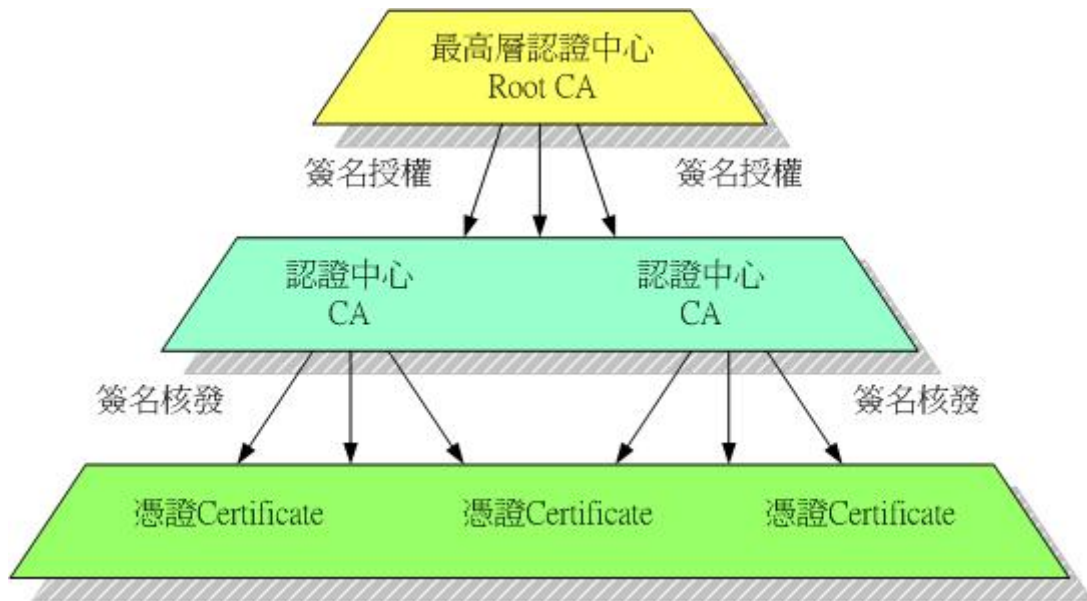 最高層認證中心
Root CA
簽名授權
簽名授權
認證中心
CA
認證中心
CA
簽名核發
簽名核發
憑證Certificate
憑證Certificate
憑證Certificate